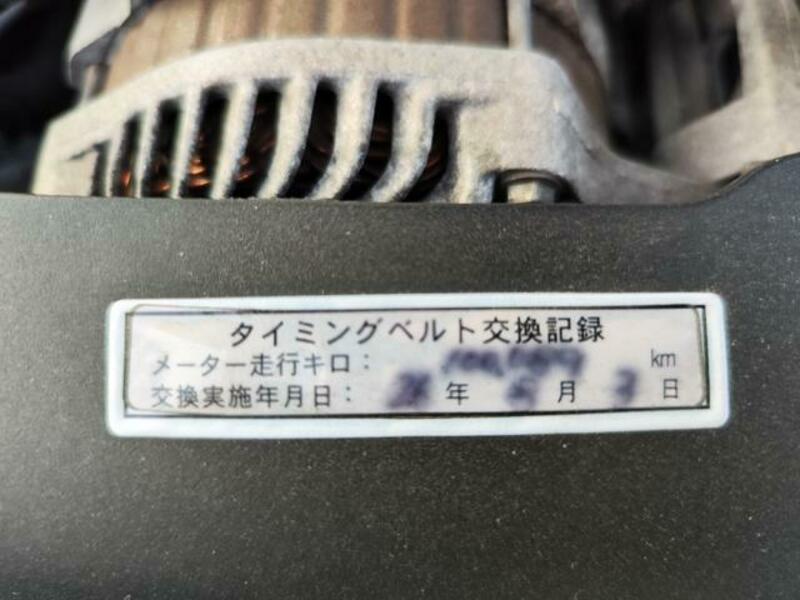 タイミングベルト交換記録
メーター走行キロ: km
交換実施年月日: 年 月 日